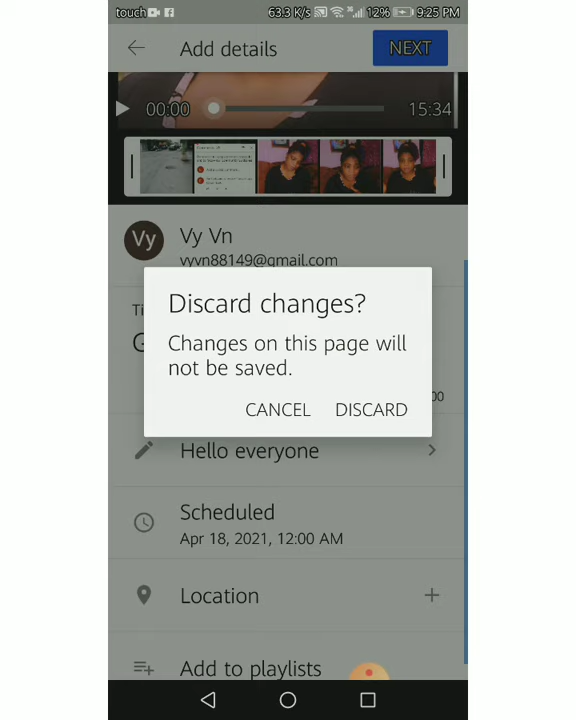 touch 63.3 K/s 12% 9:25 PM
Add details NEXT
00:00 15:34
Vy Vy Vn
vyvn88149@gmail.com
Ti
G
Discard changes?
Changes on this page will
not be saved.
00
CANCEL DISCARD
Hello everyone
Scheduled
Apr 18, 2021, 12:00 AM
Location
Add to playlists